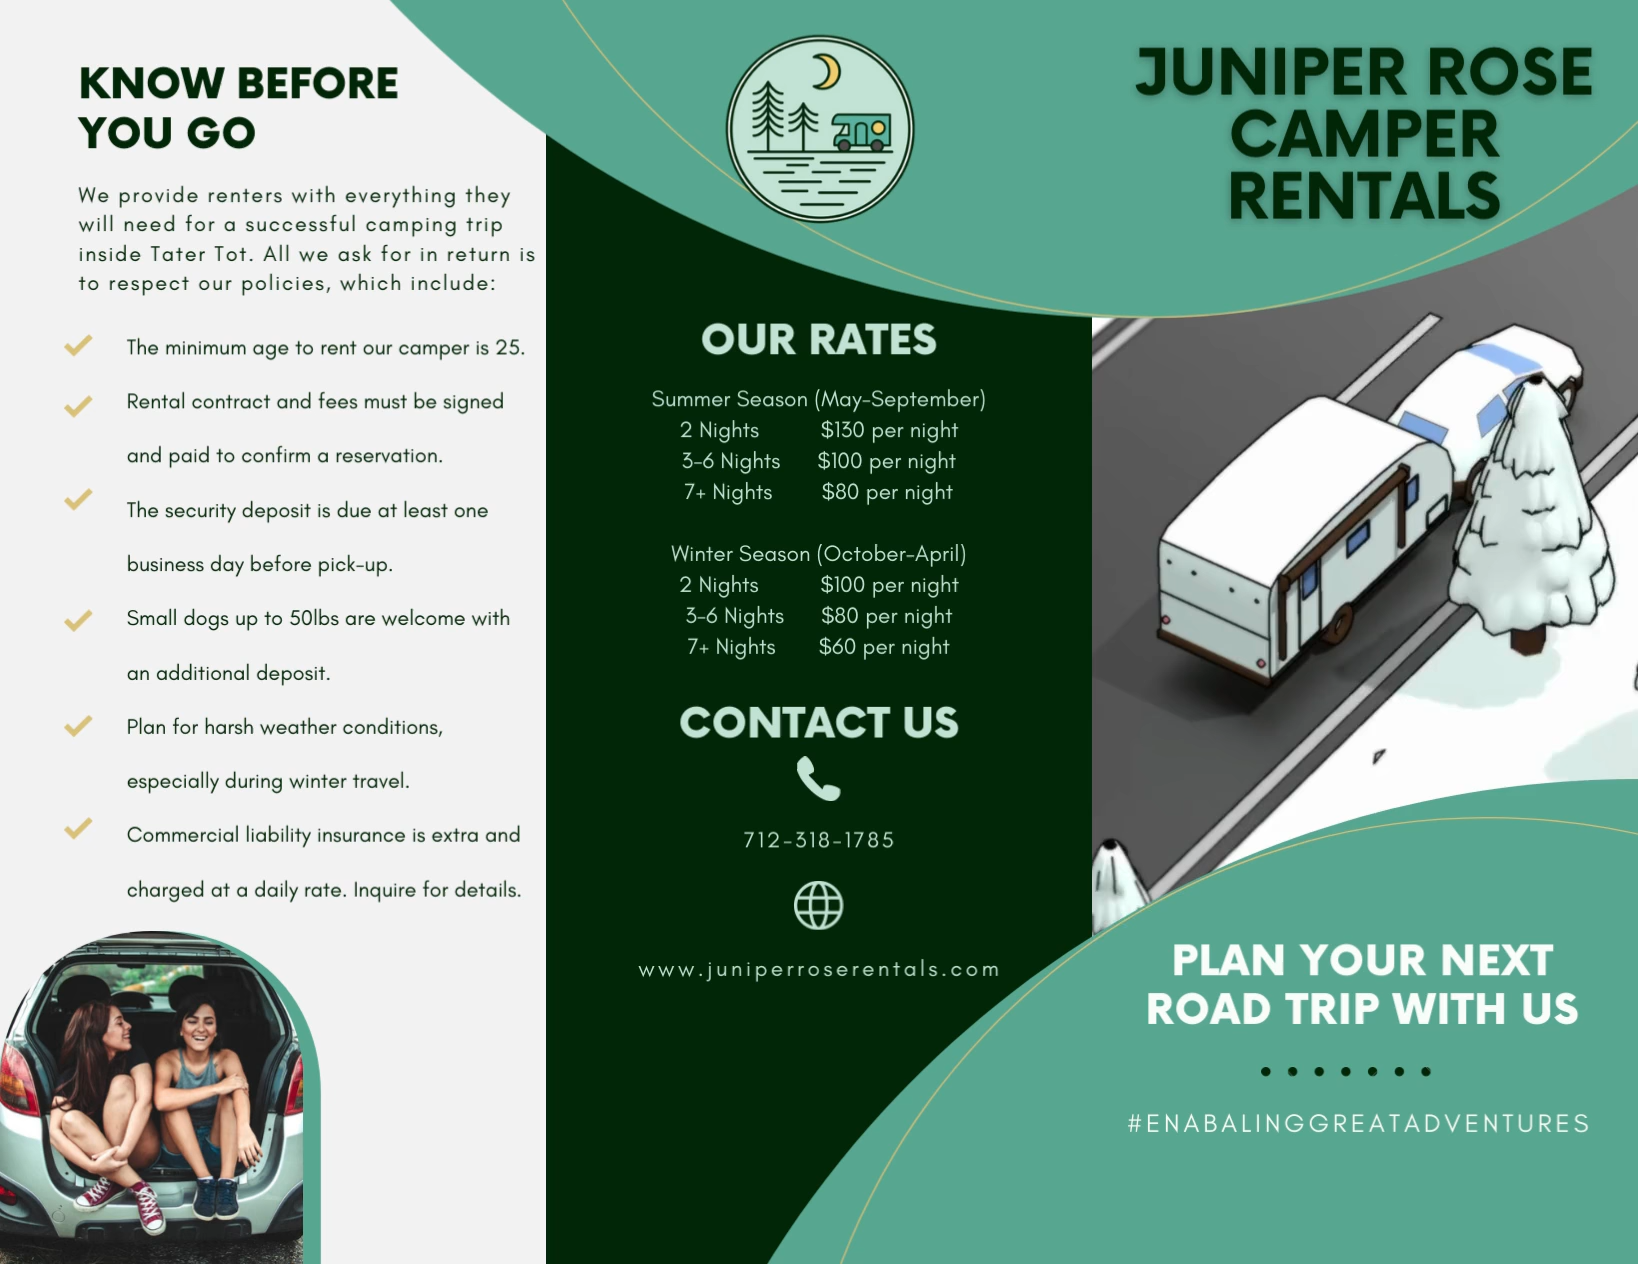 KNOW BEFORE
YOU GO
We provide renters with everything they
will need for a successful camping trip
inside Tater Tot. All we ask for in return is
to respect our policies, which include:
The minimum age to rent our camper is 25.
Rental contract and fees must be signed
and paid to confirm a reservation.
The security deposit is due at least one
business day before pick-up.
Small dogs up to 50lbs are welcome with
an additional deposit.
Plan for harsh weather conditions,
especially during winter travel.
Commercial liability insurance is extra and
charged at a daily rate. Inquire for details.
OUR RATES
Summer Season (May-September)
2 Nights $130 per night
3-6 Nights $100 per night
7+ Nights $80 per night
Winter Season (October-April)
2 Nights $100 per night
3-6 Nights $80 per night
7+ Nights $60 per night
CONTACT US
712-318-1785
www.juniperroserentals.com
JUNIPER ROSE
CAMPER
RENTALS
PLAN YOUR NEXT
ROAD TRIP WITH US
#ENABALINGGREATADVENTURES